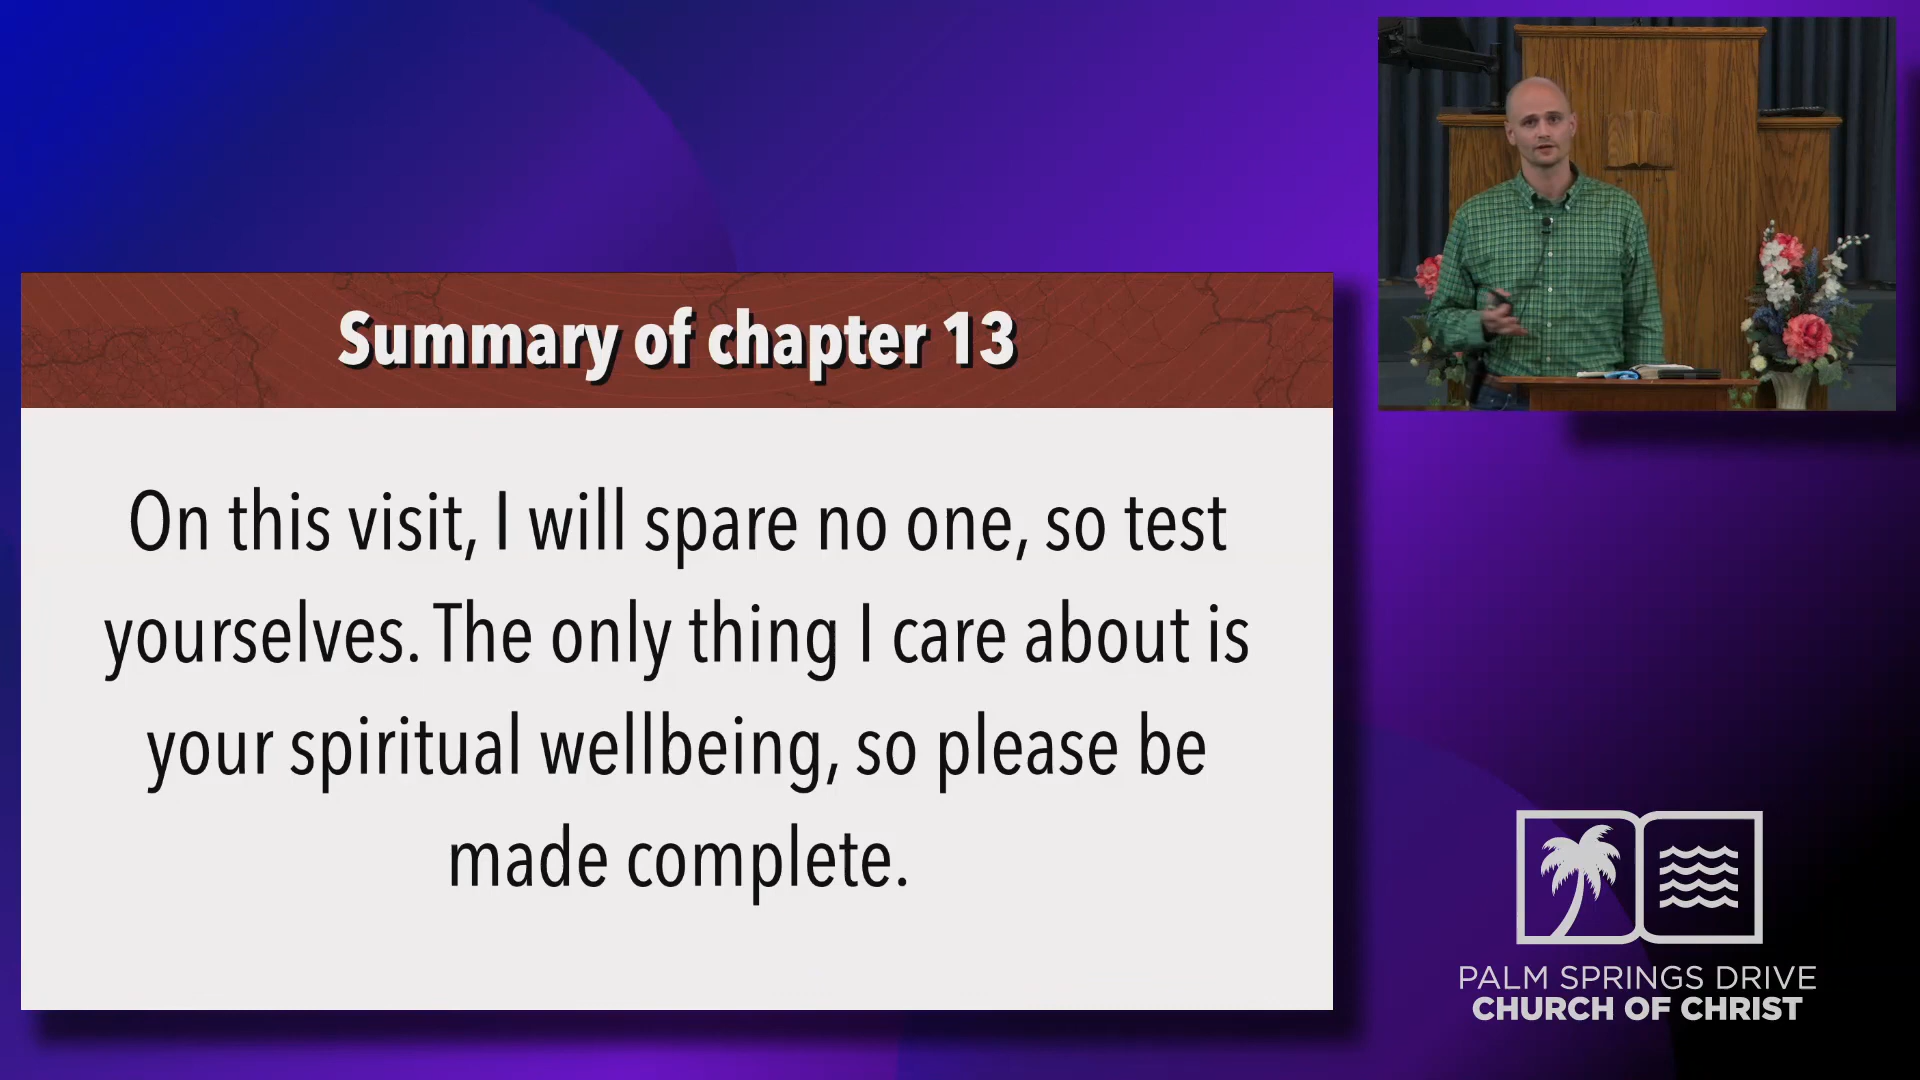 Summary of chapter 13
On this visit, I will spare no one, so test
yourselves. The only thing I care about is
your spiritual wellbeing, so please be
made complete.
PALM SPRINGS DRIVE
CHURCH OF CHRIST